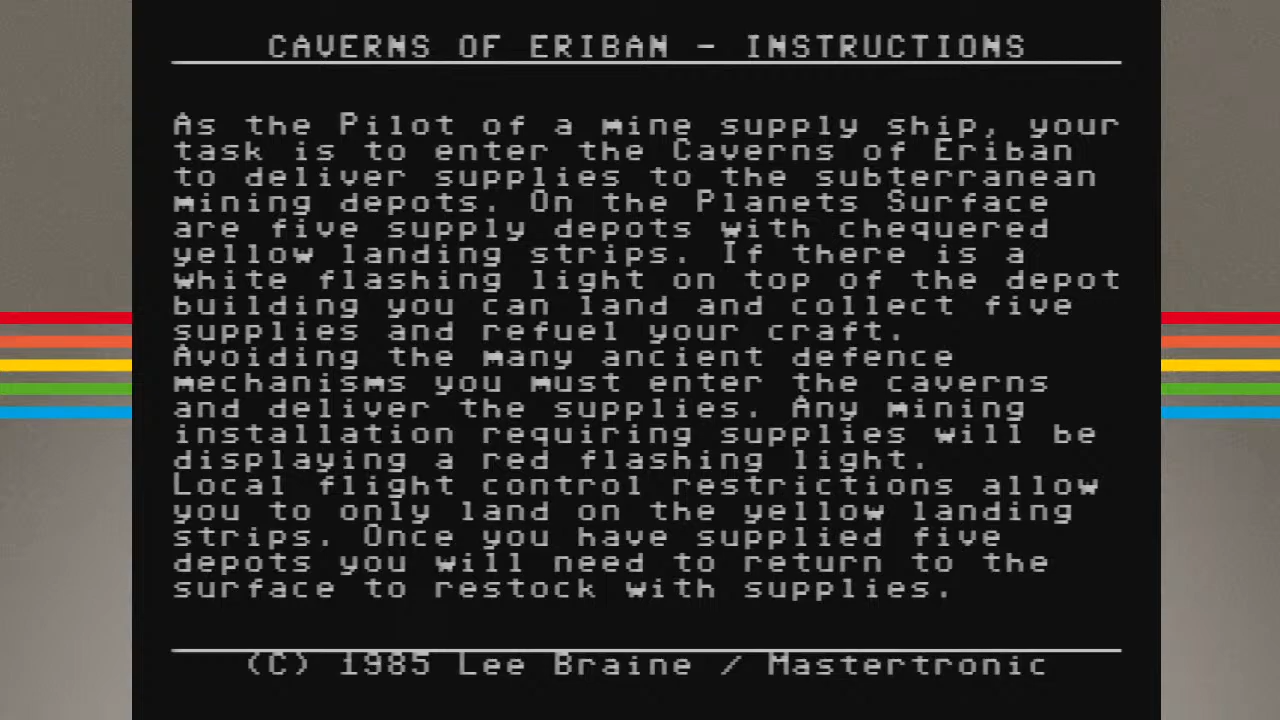 CAVERNS OF ERIBAN - INSTRUCTIONS
As the Pilot of a mine supply ship, your
task is to enter the Caverns of Eriban
to deliver supplies to the subterranean
mining depots. On the Planets Surface
are five supply depots with chequered
yellow landing strips. If there is a
white flashing light on top of the depot
building you can land and collect five
supplies and refuel your craft.
Avoiding the many ancient defence
mechanisms you must enter the caverns
and deliver the supplies. Any mining
installation requiring supplies will be
displaying a red flashing light.
Local flight control restrictions allow
you to only land on the yellow landing
strips. Once you have supplied five
depots you will need to return to the
surface to restock with supplies.
(C) 1985 Lee Braine / Mastertronic